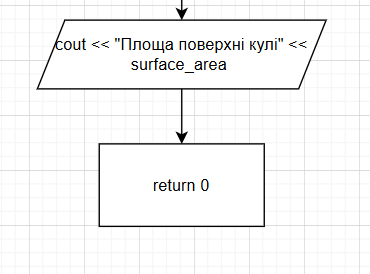 cout << "Площа поверхні кулі" <<
surface_area
return 0